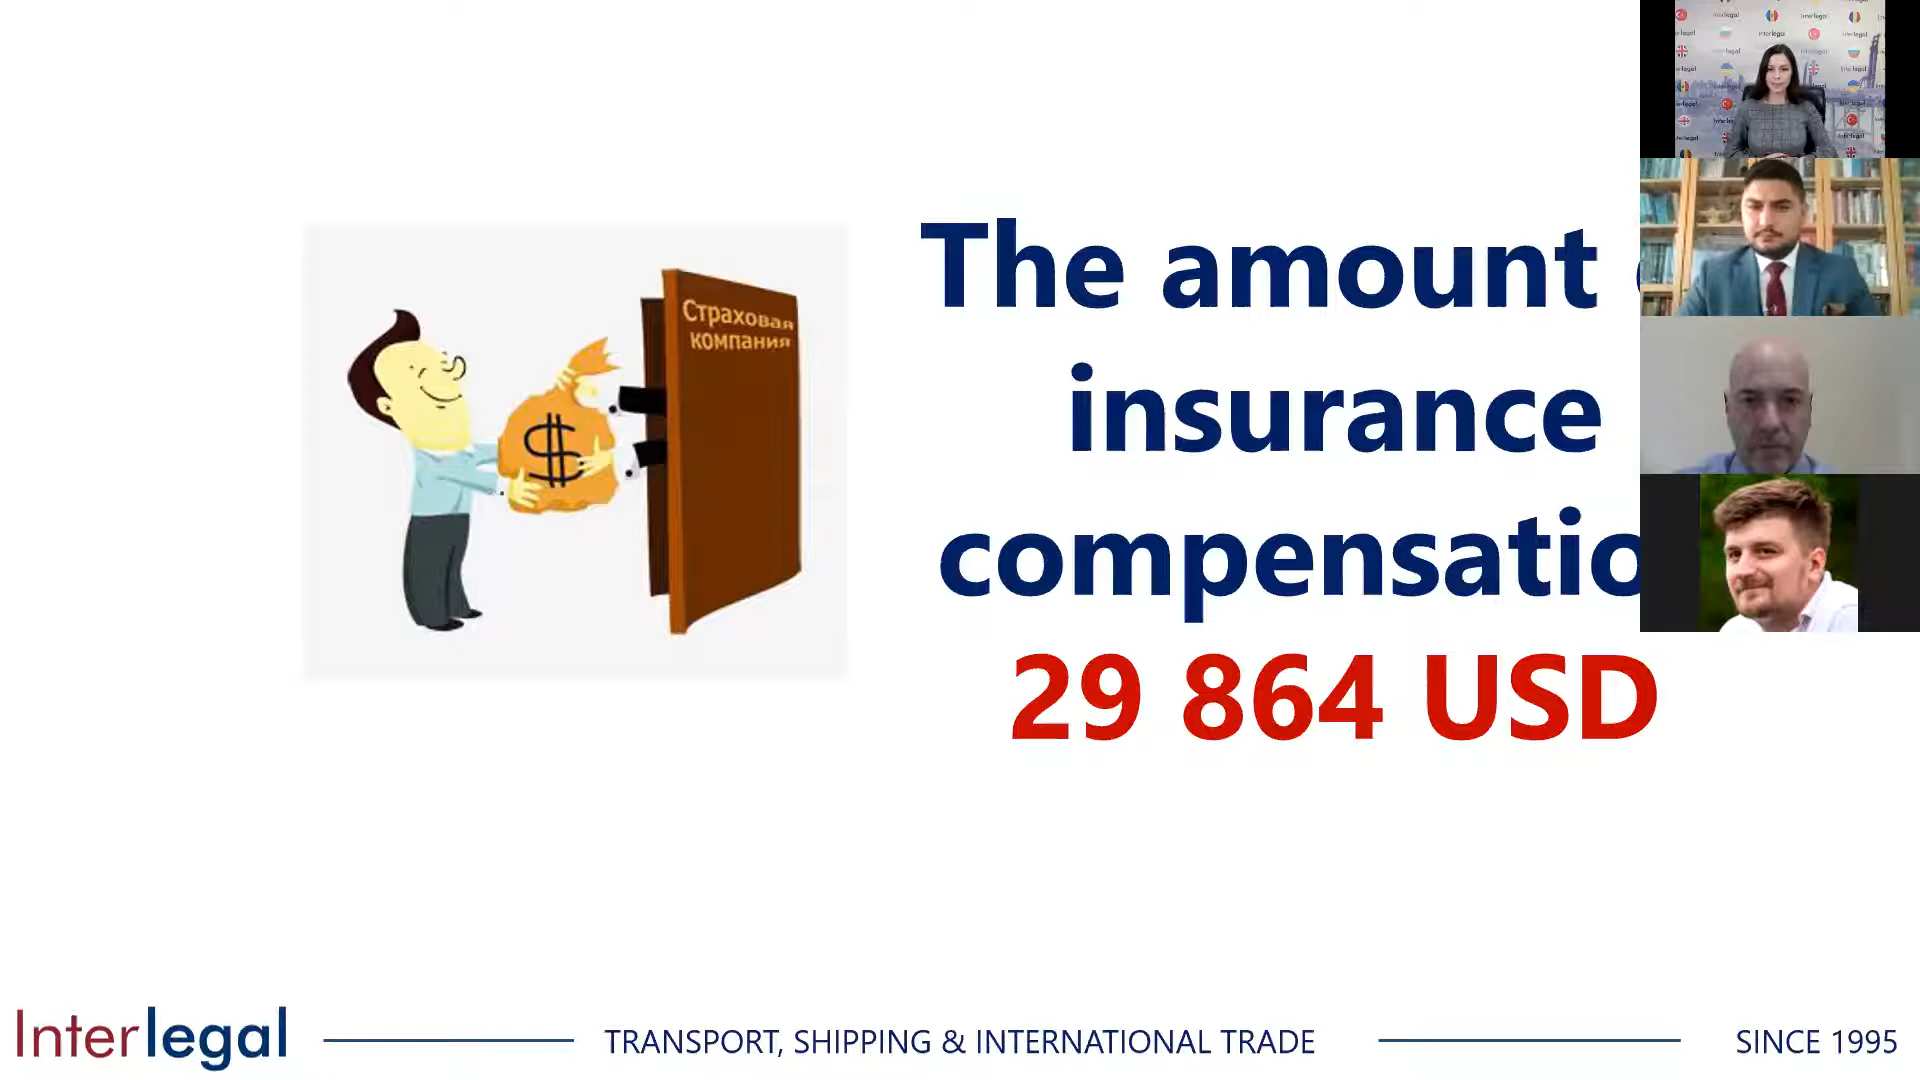 Страховая
компания
The amount
insurance
compensatio
29 864 USD
Interlegal
TRANSPORT, SHIPPING & INTERNATIONAL TRADE
SINCE 1995